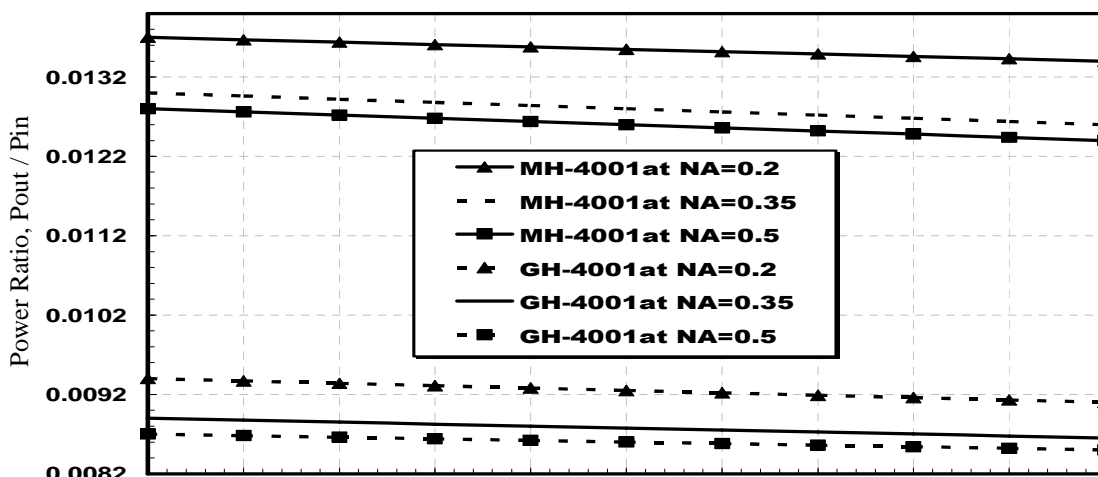 Power Ratio, Pout / Pin
0.0132
0.0122
0.0112
0.0102
0.0092
0.0082
MH-4001at NA=0.2
MH-4001at NA=0.35
MH-4001at NA=0.5
GH-4001at NA=0.2
GH-4001at NA=0.35
GH-4001at NA=0.5